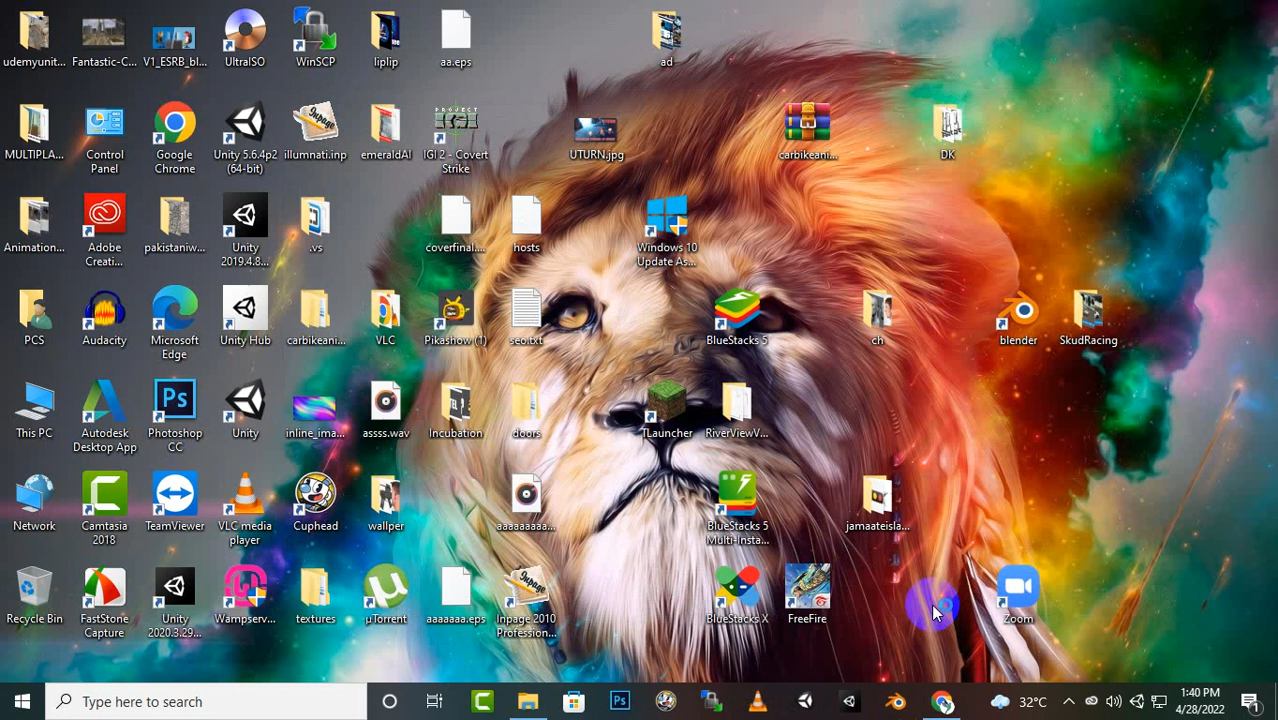 udemyunit...
Fantastic-C...
V1_ESRB_bl...
UltraISO
WinSCP
liplip
aa.eps
ad
MULTIPLA...
Control
Panel
Google
Chrome
Unity 5.6.4p2
(64-bit)
illumnati.inp
emeraldAI
PROJECT
IGI 2 - Covert
Strike
UTURN.jpg
carbikeani...
DK
Animation...
Adobe
Creati...
pakistaniw...
Unity
2019.4.8...
.vs
coverfinal....
hosts
Windows 10
Update As...
PCS
Audacity
Microsoft
Edge
Unity Hub
carbikeani...
VLC
Pikashow (1)
seo.txt
BlueStacks 5
ch
blender
SkudRacing
This PC
Autodesk
Desktop App
Ps
Photoshop
CC
Unity
inline_ima...
assss.wav
Incubation
doors
TLauncher
RiverViewV...
Network
Camtasia
2018
TeamViewer
VLC media
player
Cuphead
wallper
aaaaaaaaa...
BlueStacks 5
Multi-Insta...
jamaateisla...
Recycle Bin
FastStone
Capture
Unity
2020.3.29...
Wampserv...
textures
µTorrent
aaaaaaa.eps
Inpage
Inpage 2010
Profession...
BlueStacks X
FreeFire
Zoom
Type here to search
Ps
32°C
1:40 PM
4/28/2022
1